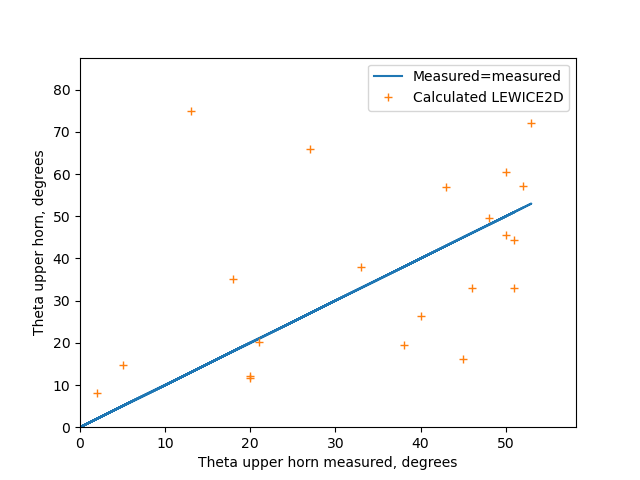 Measured=measured
Calculated LEWICE2D
80
70
60
50
40
30
20
10
0
Theta upper horn, degrees
0 10 20 30 40 50
Theta upper horn measured, degrees